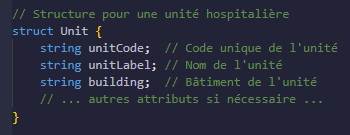 // Structure pour une unité hospitalière
struct Unit {
    string unitCode;  // Code unique de l'unité
    string unitLabel; // Nom de l'unité
    string building;  // Bâtiment de l'unité
    // ... autres attributs si nécessaire ...
}